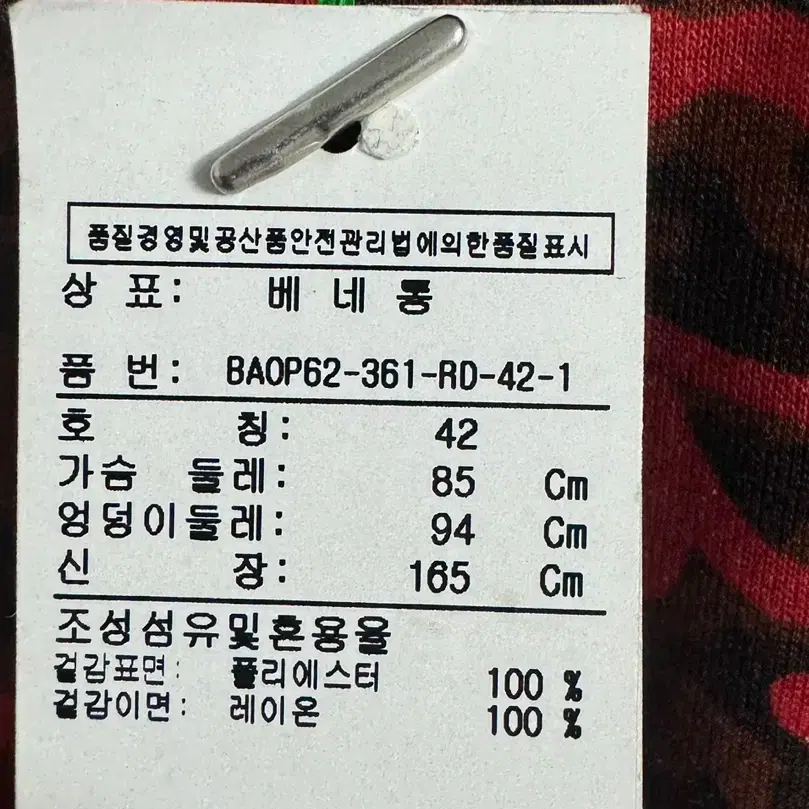 품질경영및공산품안전관리법에의한품질표시
상 표: 베 네 통
품 번: BAOP62-361-RD-42-1
호 칭: 42
가슴 둘레: 85 Cm
엉덩이둘레: 94 Cm
신 장: 165 Cm
조성섬유및혼용율
겉감표면: 폴리에스터 100 %
겉감이면: 레이온 100 %